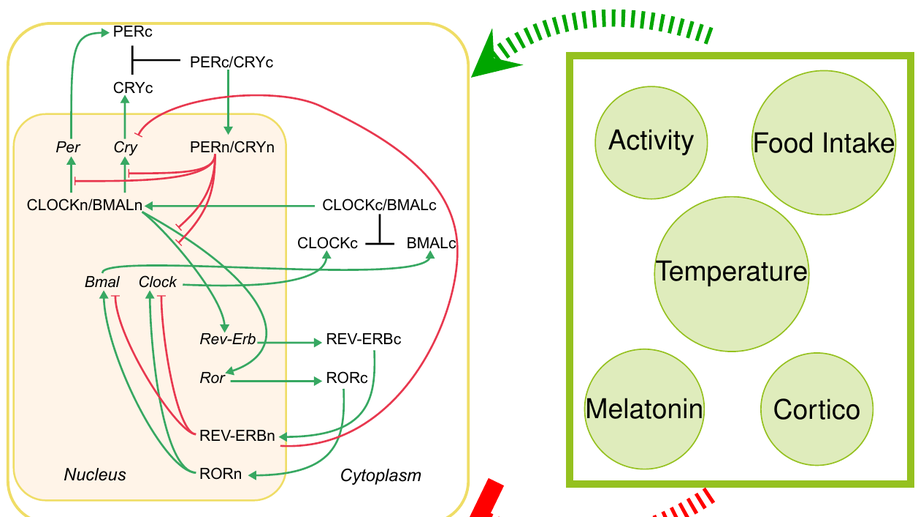 PERc
PERc/CRYc
CRYc
Per
Cry
PERn/CRYn
CLOCKn/BMALn
CLOCKc/BMALc
CLOCKc
BMALc
Bmal
Clock
Rev-Erb
REV-ERBc
Ror
RORc
REV-ERBn
RORn
Nucleus
Cytoplasm
Activity
Food Intake
Temperature
Melatonin
Cortico